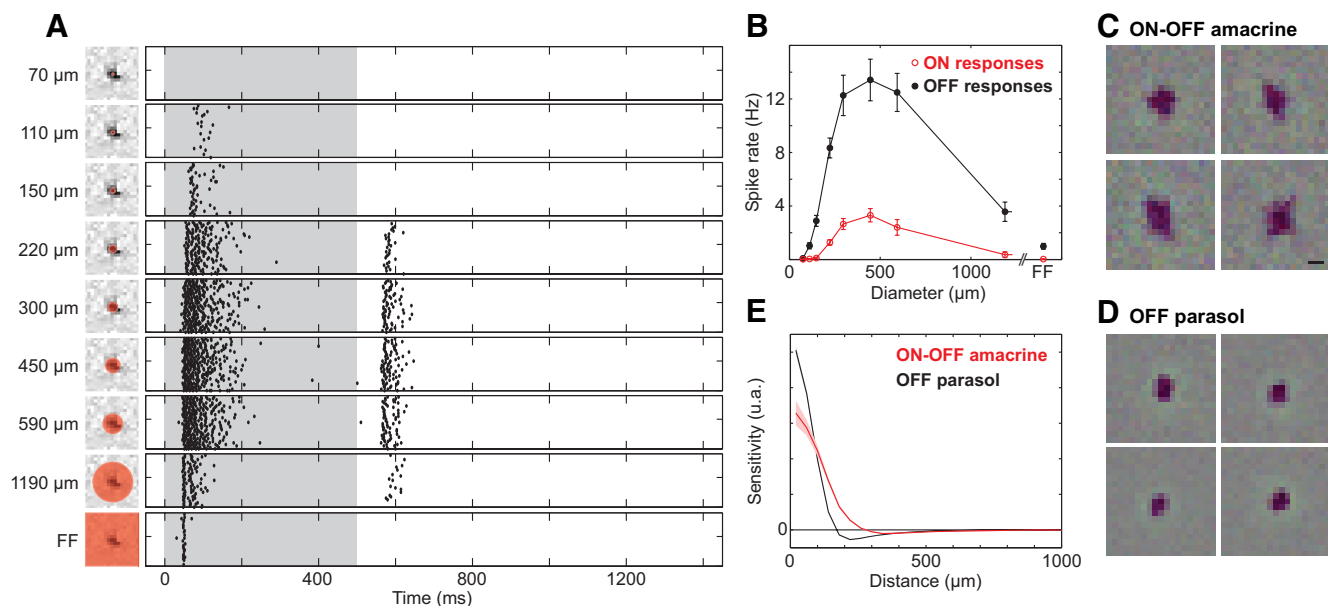 A
70 µm
110 µm
150 µm
220 µm
300 µm
450 µm
590 µm
1190 µm
FF
0 400 800 1200
Time (ms)
B
ON responses
OFF responses
12
8
4
Spike rate (Hz)
0 500 1000 FF
Diameter (µm)
E
ON-OFF amacrine
OFF parasol
Sensitivity (u.a.)
0
0 500 1000
Distance (µm)
C ON-OFF amacrine
D OFF parasol